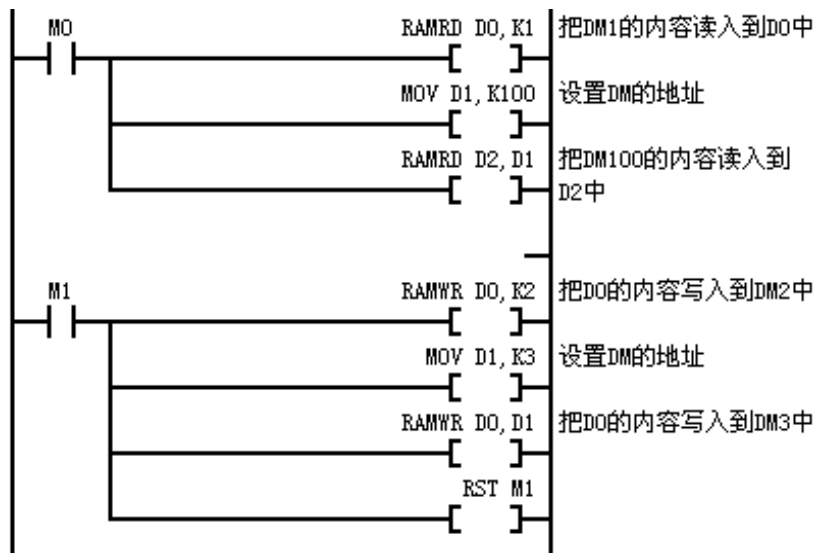 M0
RAMRD D0,K1 把DM1的内容读入到D0中
MOV D1,K100 设置DM的地址
RAMRD D2,D1 把DM100的内容读入到
D2中
M1
RAMWR D0,K2 把D0的内容写入到DM2中
MOV D1,K3 设置DM的地址
RAMWR D0,D1 把D0的内容写入到DM3中
RST M1